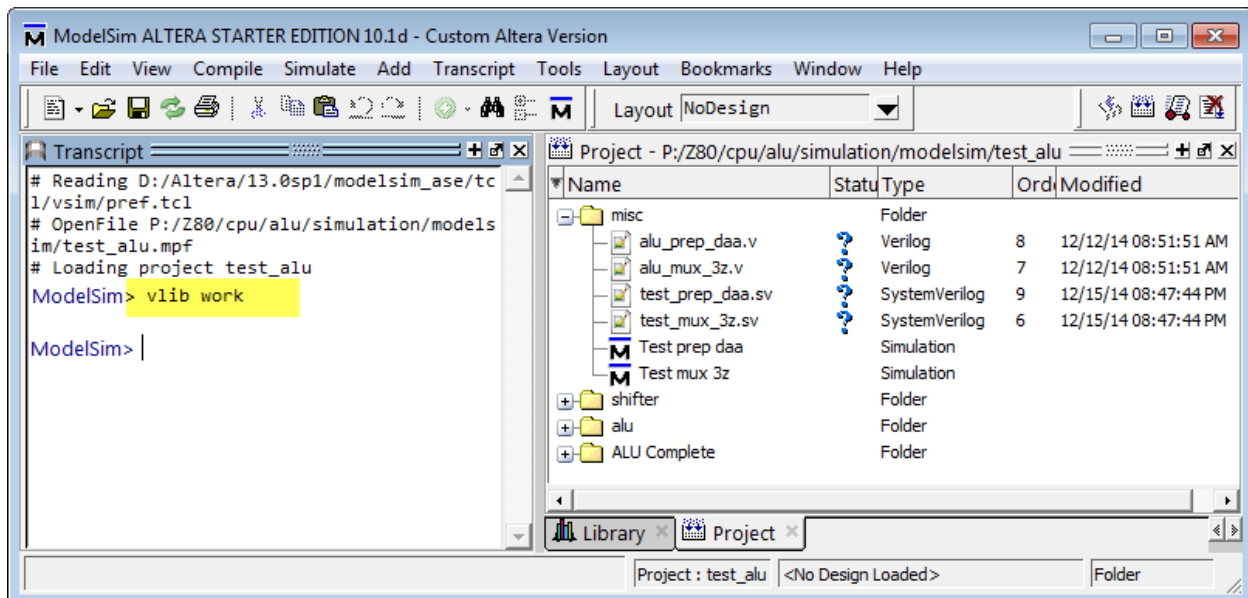 ModelSim ALTERA STARTER EDITION 10.1d - Custom Altera Version
File Edit View Compile Simulate Add Transcript Tools Layout Bookmarks Window Help
Layout NoDesign
Transcript
# Reading D:/Altera/13.0sp1/modelsim_ase/tc
l/vsim/pref.tcl
# OpenFile P:/Z80/cpu/alu/simulation/models
im/test_alu.mpf
# Loading project test_alu
ModelSim> vlib work
ModelSim>
Project - P:/Z80/cpu/alu/simulation/modelsim/test_alu
Name Statu Type Orde Modified
misc Folder
alu_prep_daa.v Verilog 8 12/12/14 08:51:51 AM
alu_mux_3z.v Verilog 7 12/12/14 08:51:51 AM
test_prep_daa.sv SystemVerilog 9 12/15/14 08:47:44 PM
test_mux_3z.sv SystemVerilog 6 12/15/14 08:47:44 PM
Test prep daa Simulation
Test mux 3z Simulation
shifter Folder
alu Folder
ALU Complete Folder
Library Project
Project : test_alu <No Design Loaded> Folder